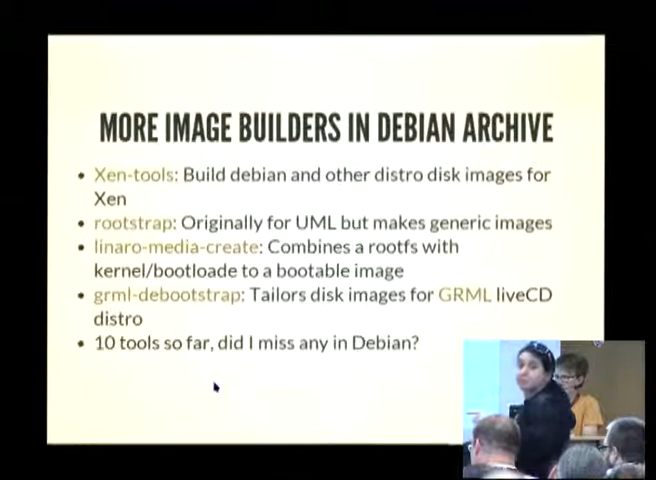 MORE IMAGE BUILDERS IN DEBIAN ARCHIVE
• Xen-tools: Build debian and other distro disk images for
Xen
• rootstrap: Originally for UML but makes generic images
• linaro-media-create: Combines a rootfs with
kernel/bootloade to a bootable image
• grml-debootstrap: Tailors disk images for GRML liveCD
distro
• 10 tools so far, did I miss any in Debian?